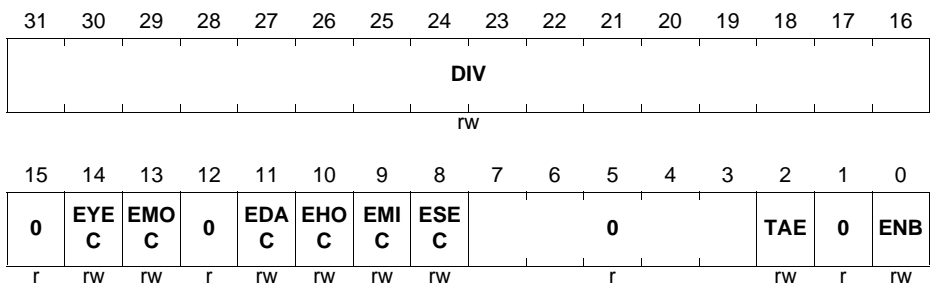 31 30 29 28 27 26 25 24 23 22 21 20 19 18 17 16
DIV
rw
15 14 13 12 11 10 9 8 7 6 5 4 3 2 1 0
0 EYE EMO 0 EDA EHO EMI ESE 0 TAE 0 ENB
C C C C C C
r rw rw r rw rw rw rw r rw r rw